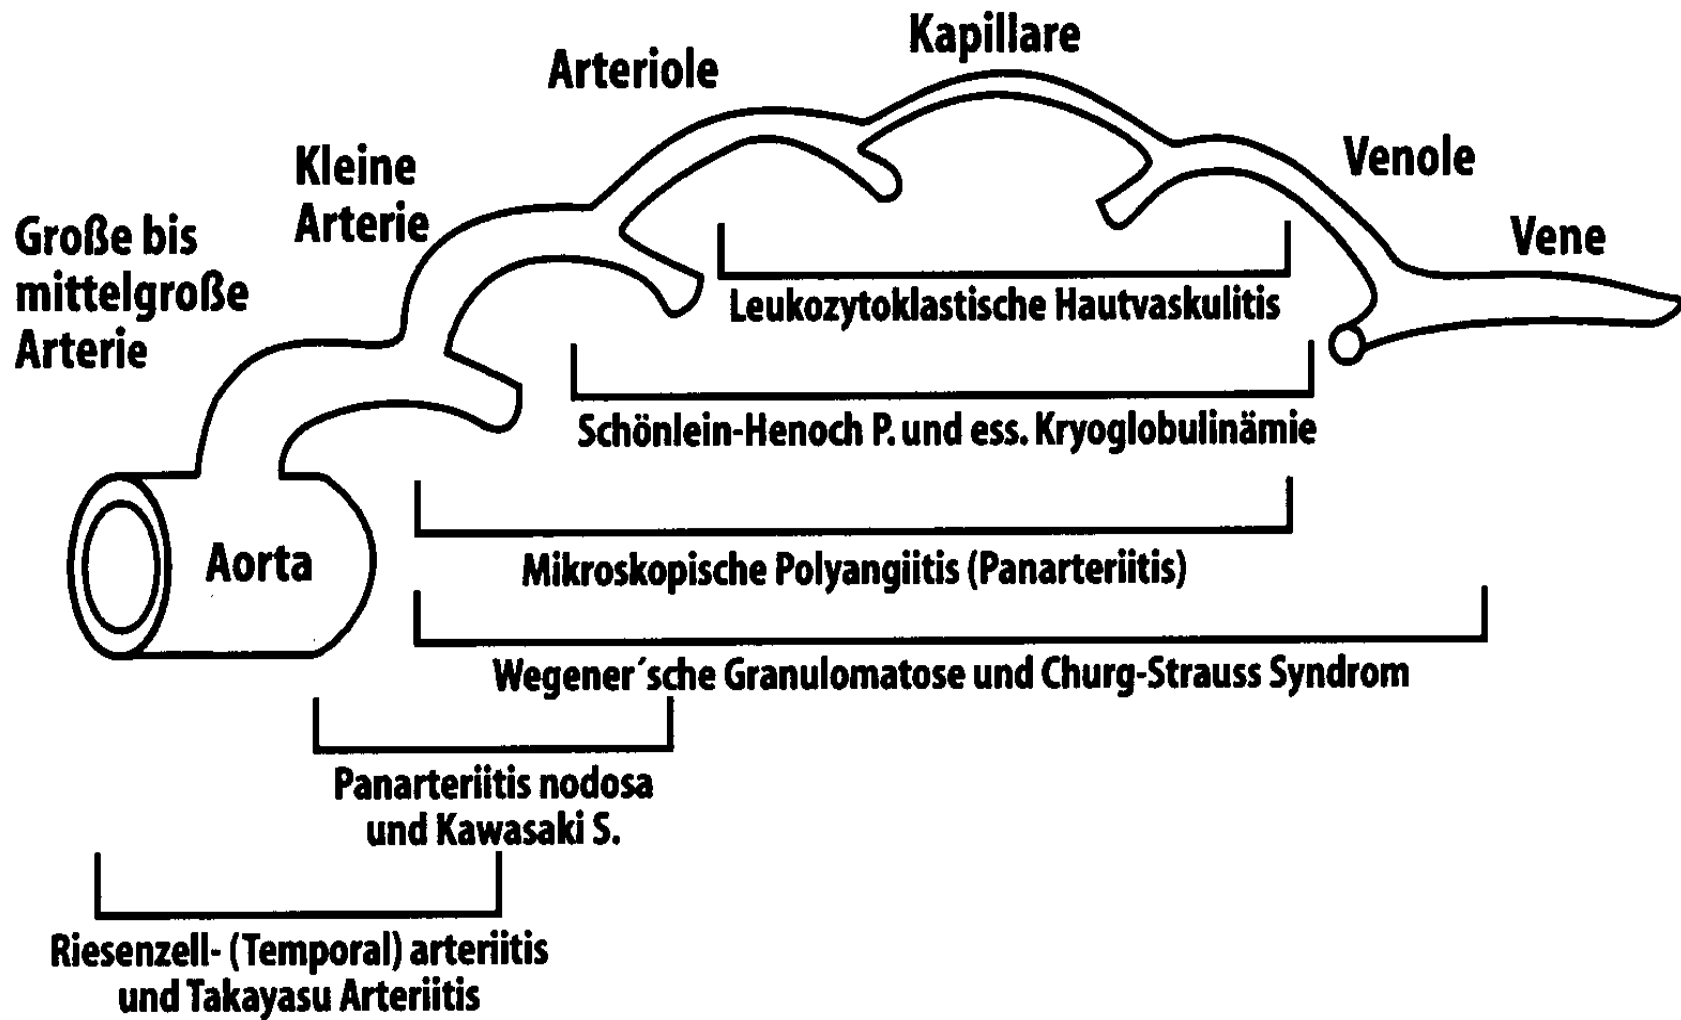 Kapillare
Arteriole
Venole
Kleine
Arterie
Vene
Große bis
mittelgroße
Arterie
Leukozytoklastische Hautvaskulitis
Schönlein-Henoch P. und ess. Kryoglobulinämie
Aorta
Mikroskopische Polyangiitis (Panarteriitis)
Wegener´sche Granulomatose und Churg-Strauss Syndrom
Panarteriitis nodosa
und Kawasaki S.
Riesenzell- (Temporal) arteriitis
und Takayasu Arteriitis